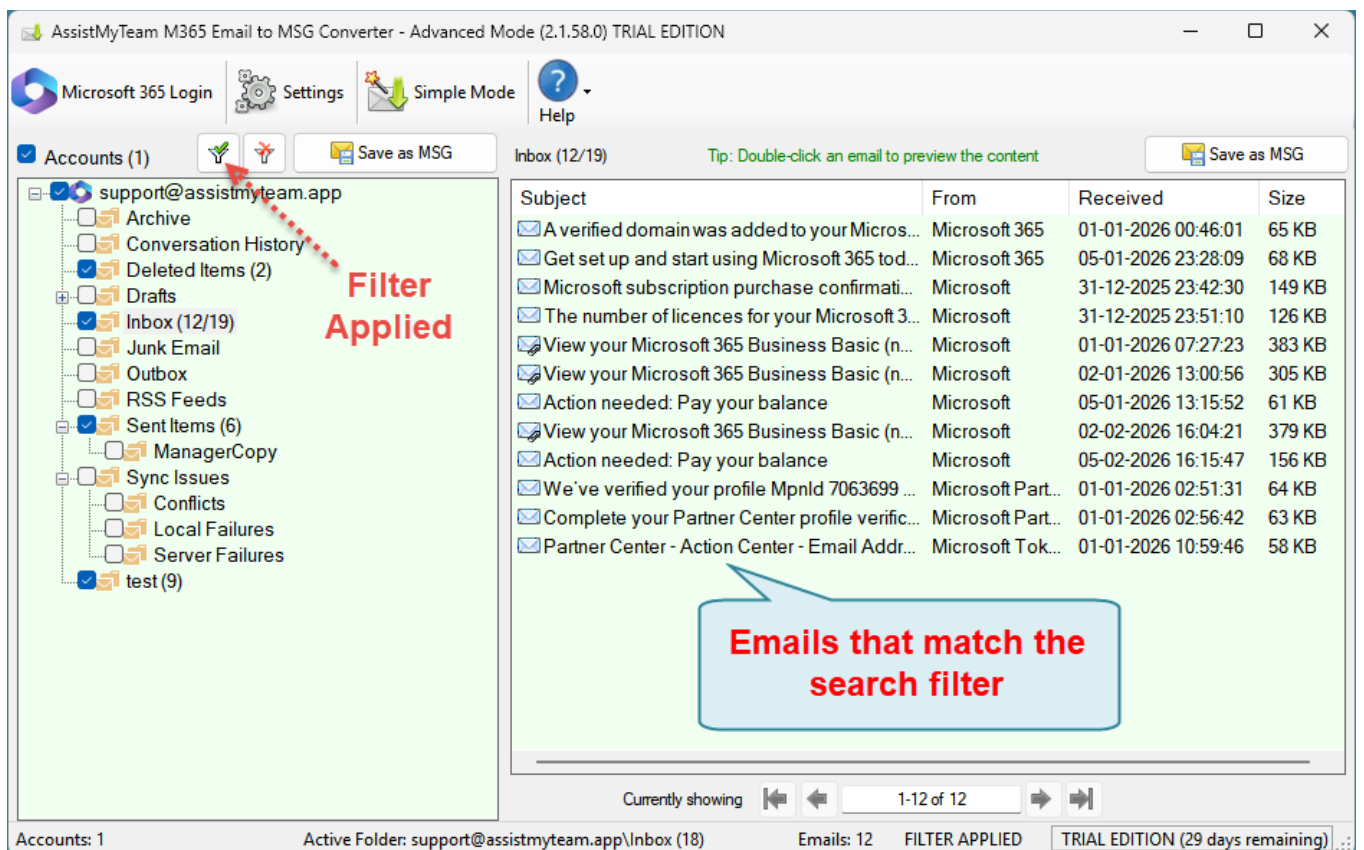 AssistMyTeam M365 Email to MSG Converter - Advanced Mode (2.1.58.0) TRIAL EDITION
Microsoft 365 Login
Settings
Simple Mode
Help
Accounts (1)
Save as MSG
support@assistmyteam.app
Archive
Conversation History
Deleted Items (2)
Drafts
Inbox (12/19)
Junk Email
Outbox
RSS Feeds
Sent Items (6)
ManagerCopy
Sync Issues
Conflicts
Local Failures
Server Failures
test (9)
Filter
Applied
Inbox (12/19)
Tip: Double-click an email to preview the content
Save as MSG
Subject From Received Size
A verified domain was added to your Micros... Microsoft 365 01-01-2026 00:46:01 65 KB
Get set up and start using Microsoft 365 tod... Microsoft 365 05-01-2026 23:28:09 68 KB
Microsoft subscription purchase confirmati... Microsoft 31-12-2025 23:42:30 149 KB
The number of licences for your Microsoft 3... Microsoft 31-12-2025 23:51:10 126 KB
View your Microsoft 365 Business Basic (n... Microsoft 01-01-2026 07:27:23 383 KB
View your Microsoft 365 Business Basic (n... Microsoft 02-01-2026 13:00:56 305 KB
Action needed: Pay your balance Microsoft 05-01-2026 13:15:52 61 KB
View your Microsoft 365 Business Basic (n... Microsoft 02-02-2026 16:04:21 379 KB
Action needed: Pay your balance Microsoft 05-02-2026 16:15:47 156 KB
We've verified your profile MpnId 7063699 ... Microsoft Part... 01-01-2026 02:51:31 64 KB
Complete your Partner Center profile verific... Microsoft Part... 01-01-2026 02:56:42 63 KB
Partner Center - Action Center - Email Addr... Microsoft Tok... 01-01-2026 10:59:46 58 KB
Emails that match the
search filter
Currently showing 1-12 of 12
Accounts: 1 Active Folder: support@assistmyteam.app\Inbox (18) Emails: 12 FILTER APPLIED TRIAL EDITION (29 days remaining)